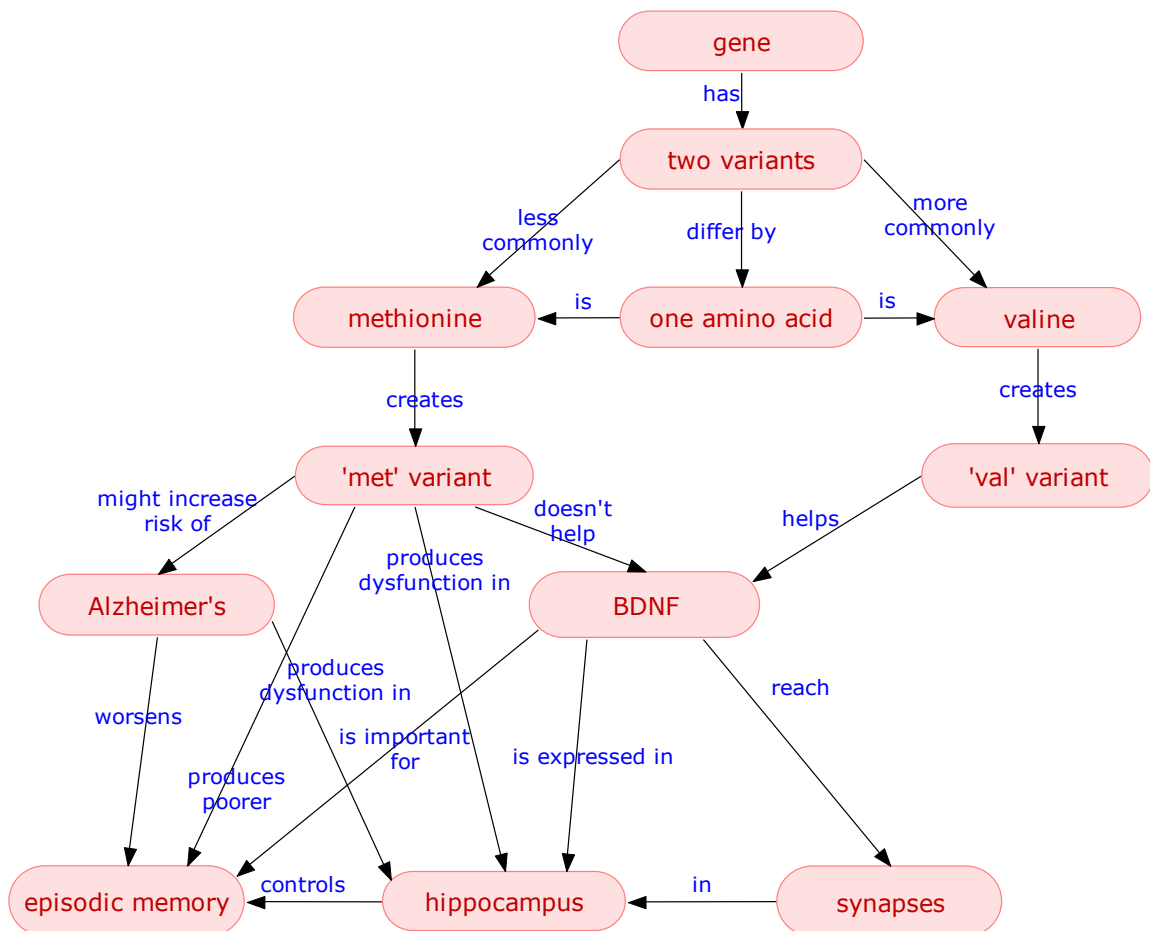 gene
has
two variants
less
commonly
differ by
more
commonly
methionine
is
one amino acid
is
valine
creates
creates
'met' variant
'val' variant
might increase
risk of
doesn't
help
helps
produces
dysfunction in
Alzheimer's
BDNF
produces
dysfunction in
reach
worsens
is important
for
is expressed in
produces
poorer
episodic memory
controls
hippocampus
in
synapses